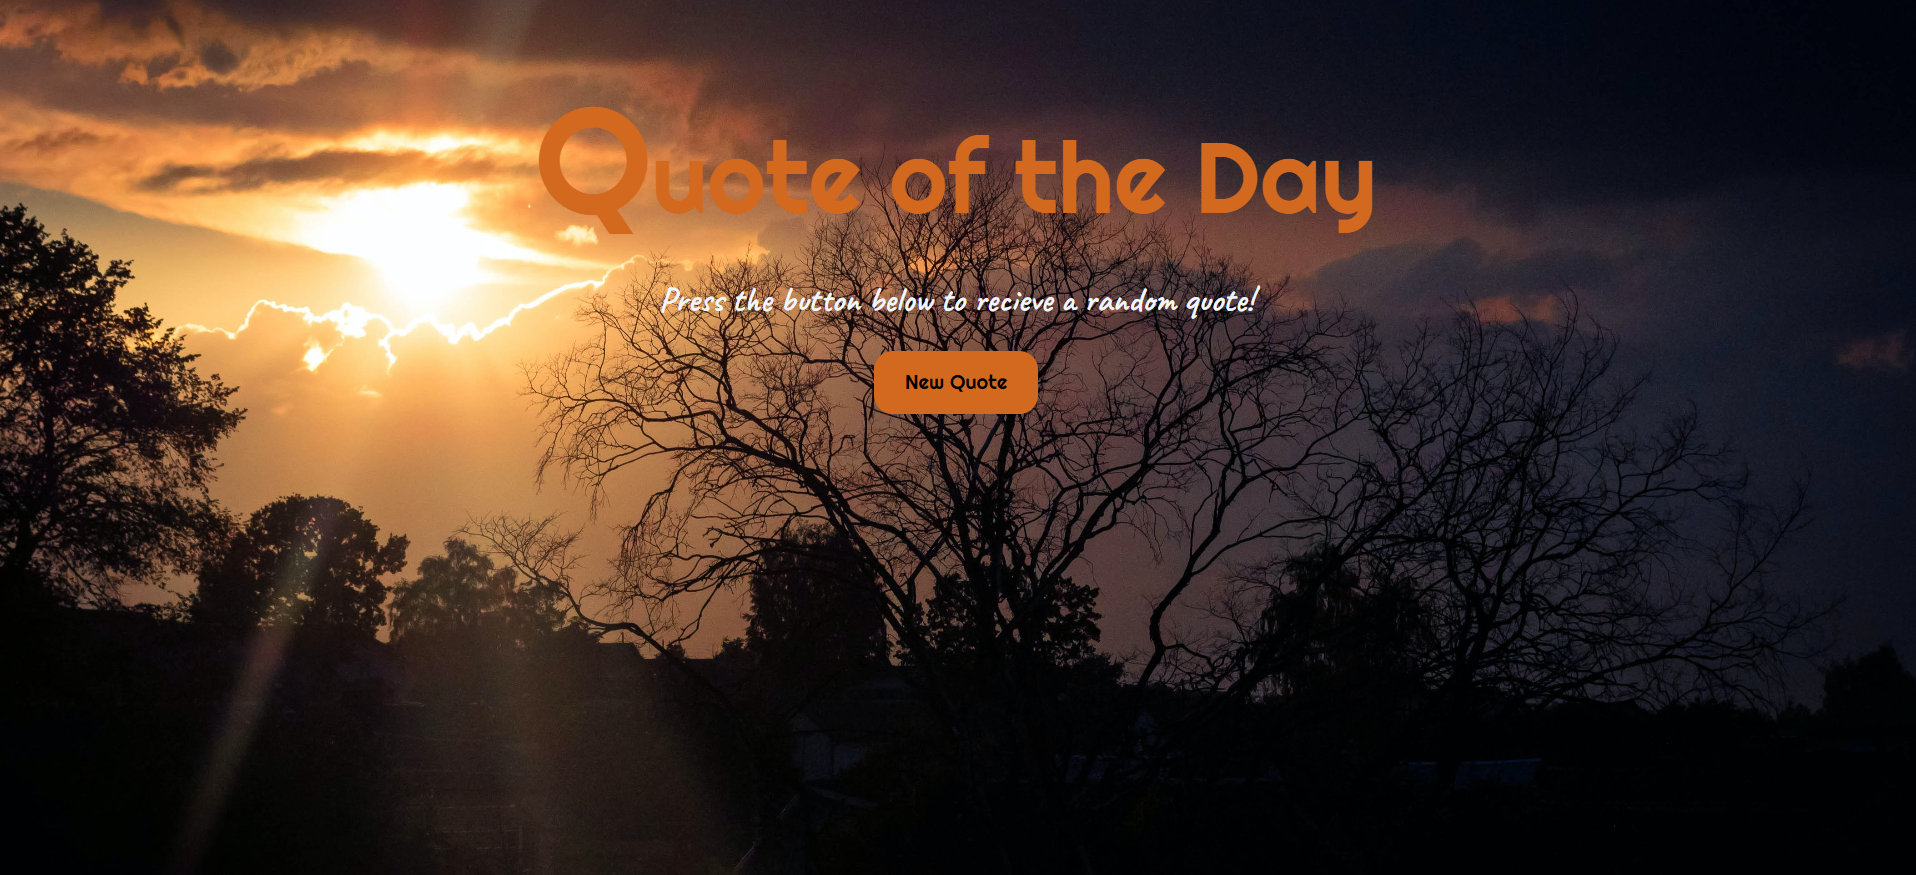 Quote of the Day
Press the button below to recieve a random quote!
New Quote